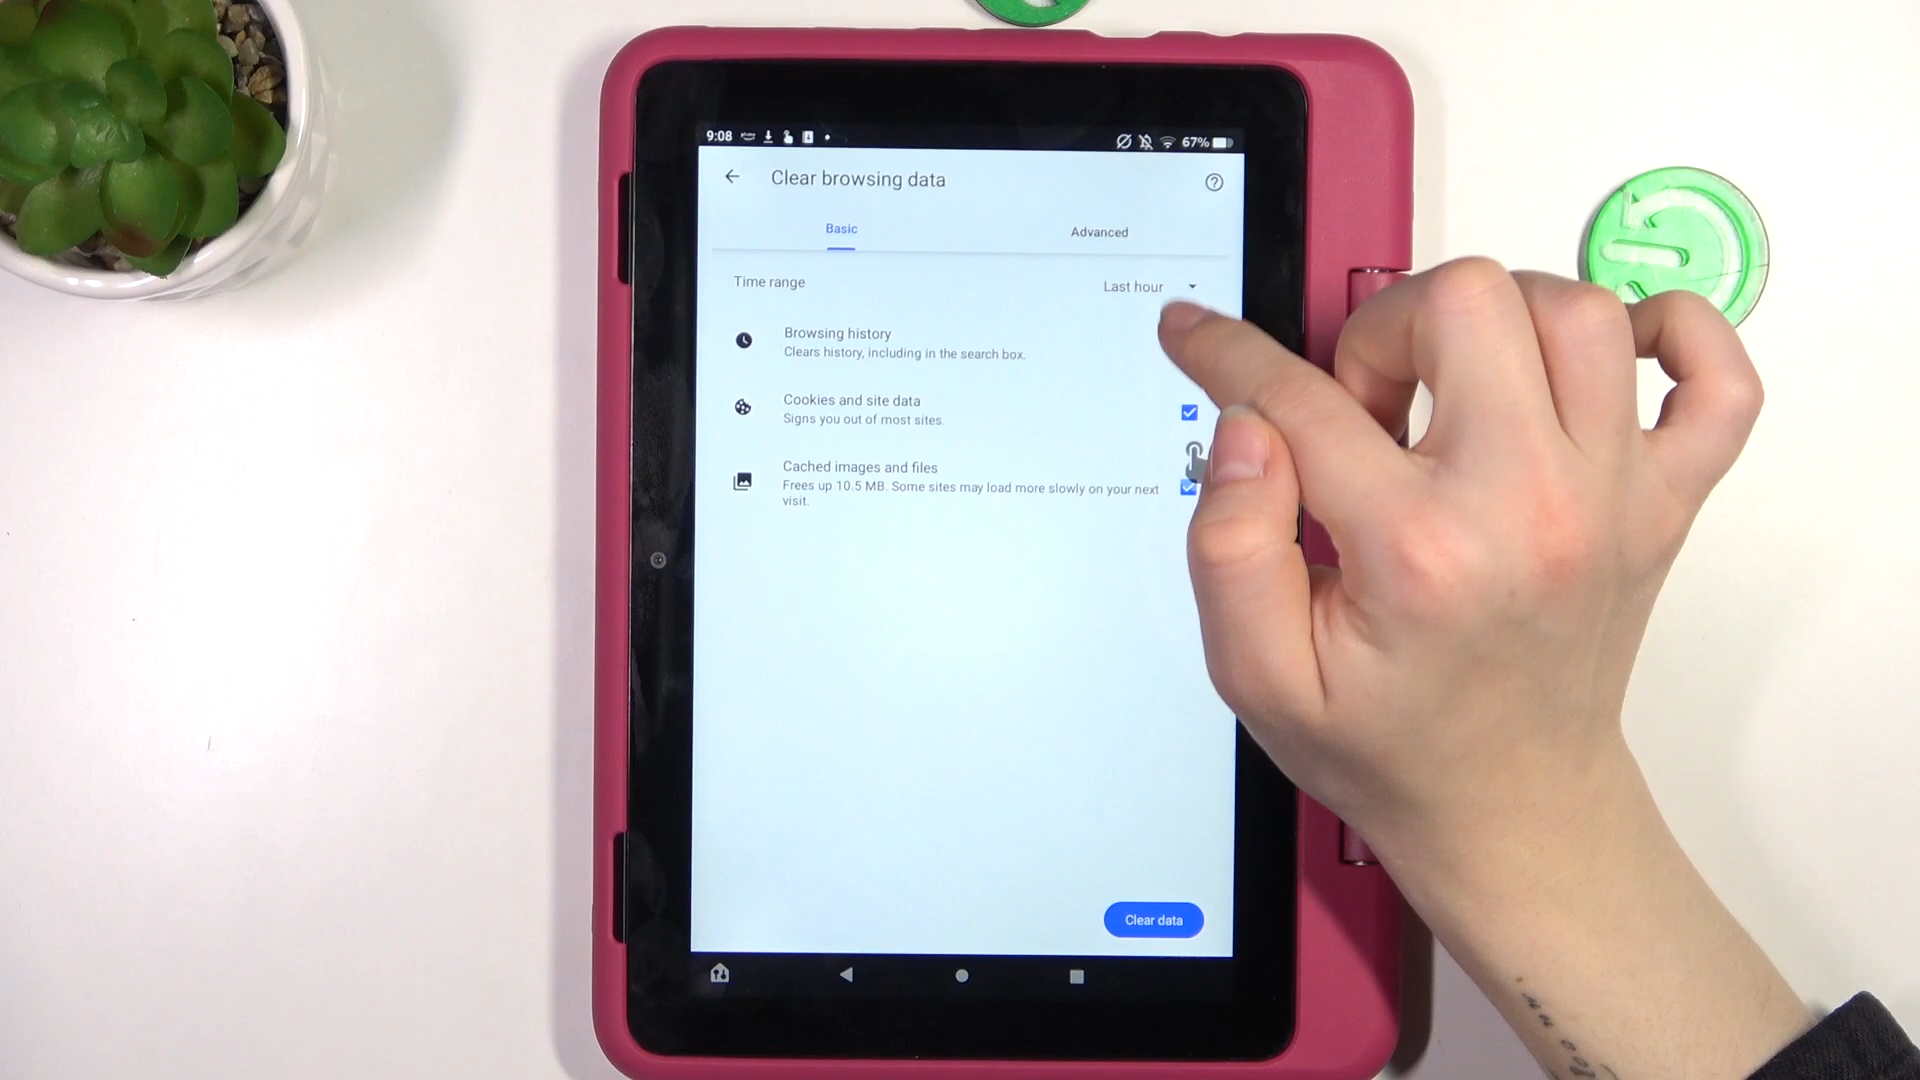 9:08
67%
Clear browsing data
Basic
Advanced
Time range
Last hour
Browsing history
Clears history, including in the search box.
Cookies and site data
Signs you out of most sites.
Cached images and files
Frees up 10.5 MB. Some sites may load more slowly on your next
visit.
Clear data